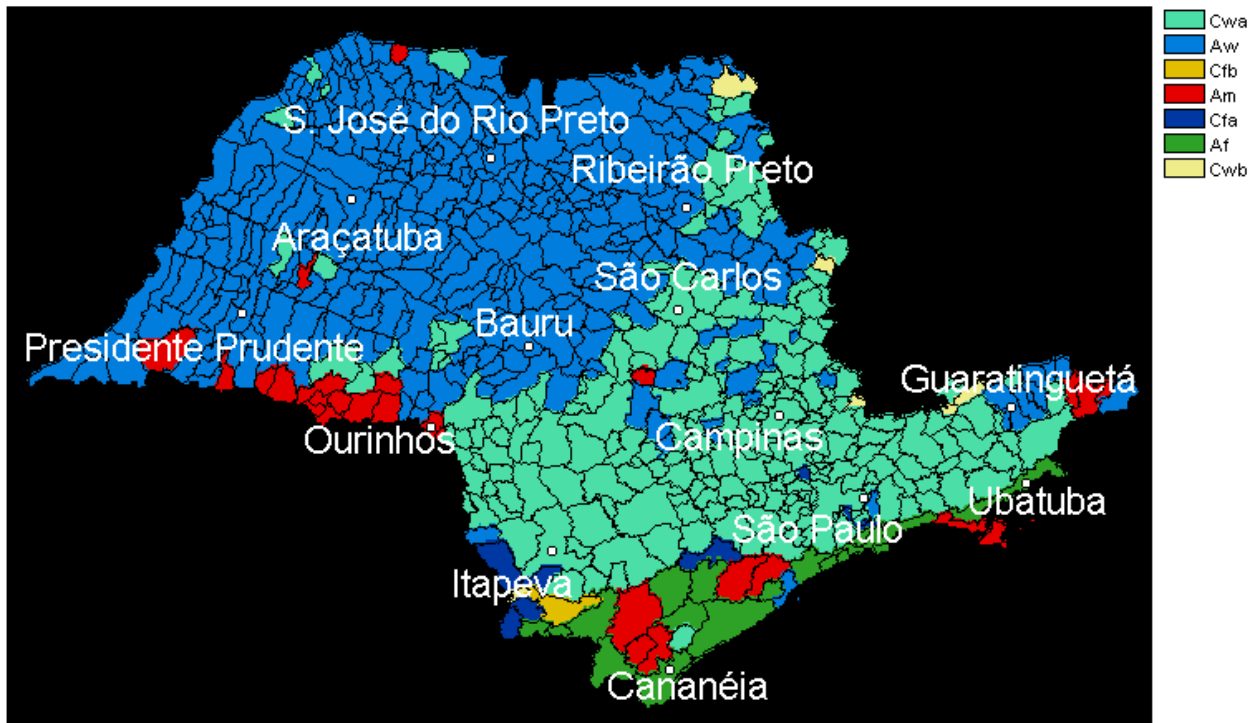 Cwa
Aw
Cfb
Am
Cfa
Af
Cwb
S. José do Rio Preto
Ribeirão Preto
Araçatuba
São Carlos
Bauru
Presidente Prudente
Guaratinguetá
Ourinhos
Campinas
Ubatuba
São Paulo
Itapeva
Cananéia